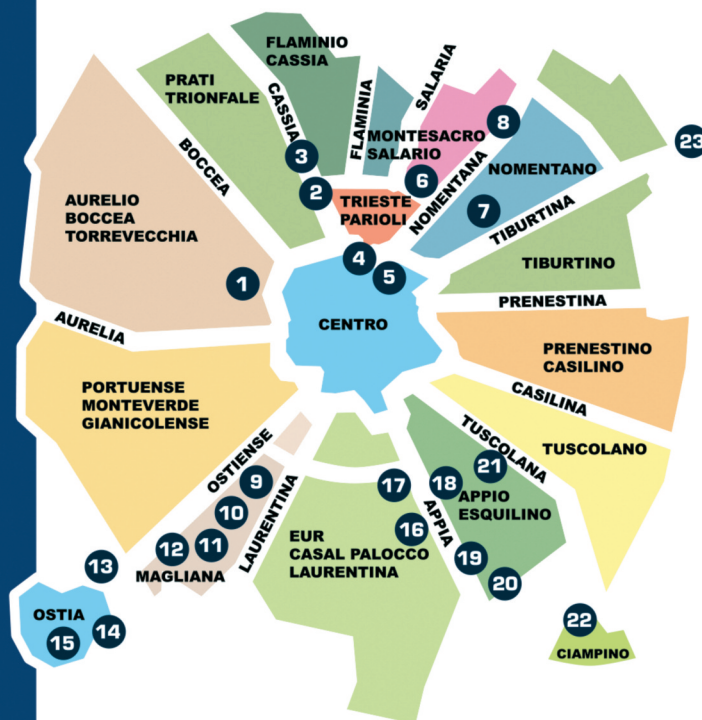 FLAMINIO
CASSIA
PRATI
TRIONFALE
CASSIA
FLAMINIA
SALARIA
MONTESACRO
SALARIO
8
3
BOCCEA
2
6
NOMENTANA
NOMENTANO
23
AURELIO
BOCCEA
TORREVECCHIA
TRIESTE
PARIOLI
7
TIBURTINA
1
4
5
TIBURTINO
PRENESTINA
AURELIA
CENTRO
PRENESTINO
CASILINO
PORTUENSE
MONTEVERDE
GIANICOLENSE
CASILINA
TUSCOLANO
OSTIENSE
TUSCOLANA
9
LAURENTINA
17
18
21
APPIO
ESQUILINO
10
APPIA
16
12
11
EUR
CASAL PALOCCO
LAURENTINA
13
MAGLIANA
19
20
OSTIA
15
14
22
CIAMPINO